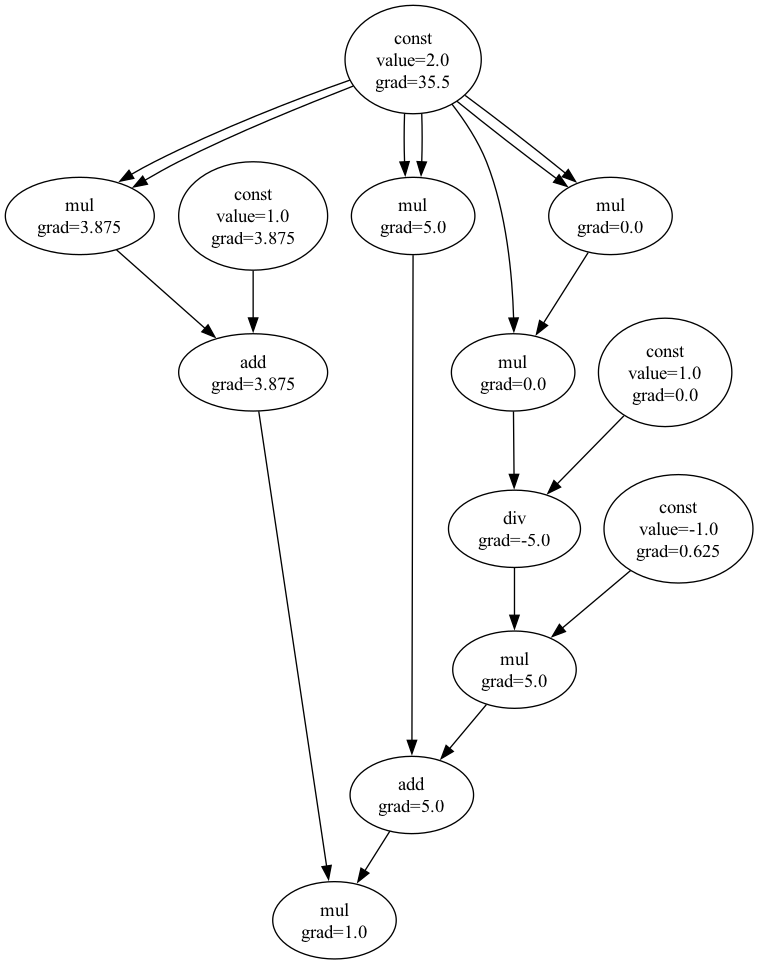 const
value=2.0
grad=35.5
mul
grad=3.875
const
value=1.0
grad=3.875
mul
grad=5.0
mul
grad=0.0
add
grad=3.875
mul
grad=0.0
const
value=1.0
grad=0.0
div
grad=-5.0
const
value=-1.0
grad=0.625
mul
grad=5.0
add
grad=5.0
mul
grad=1.0